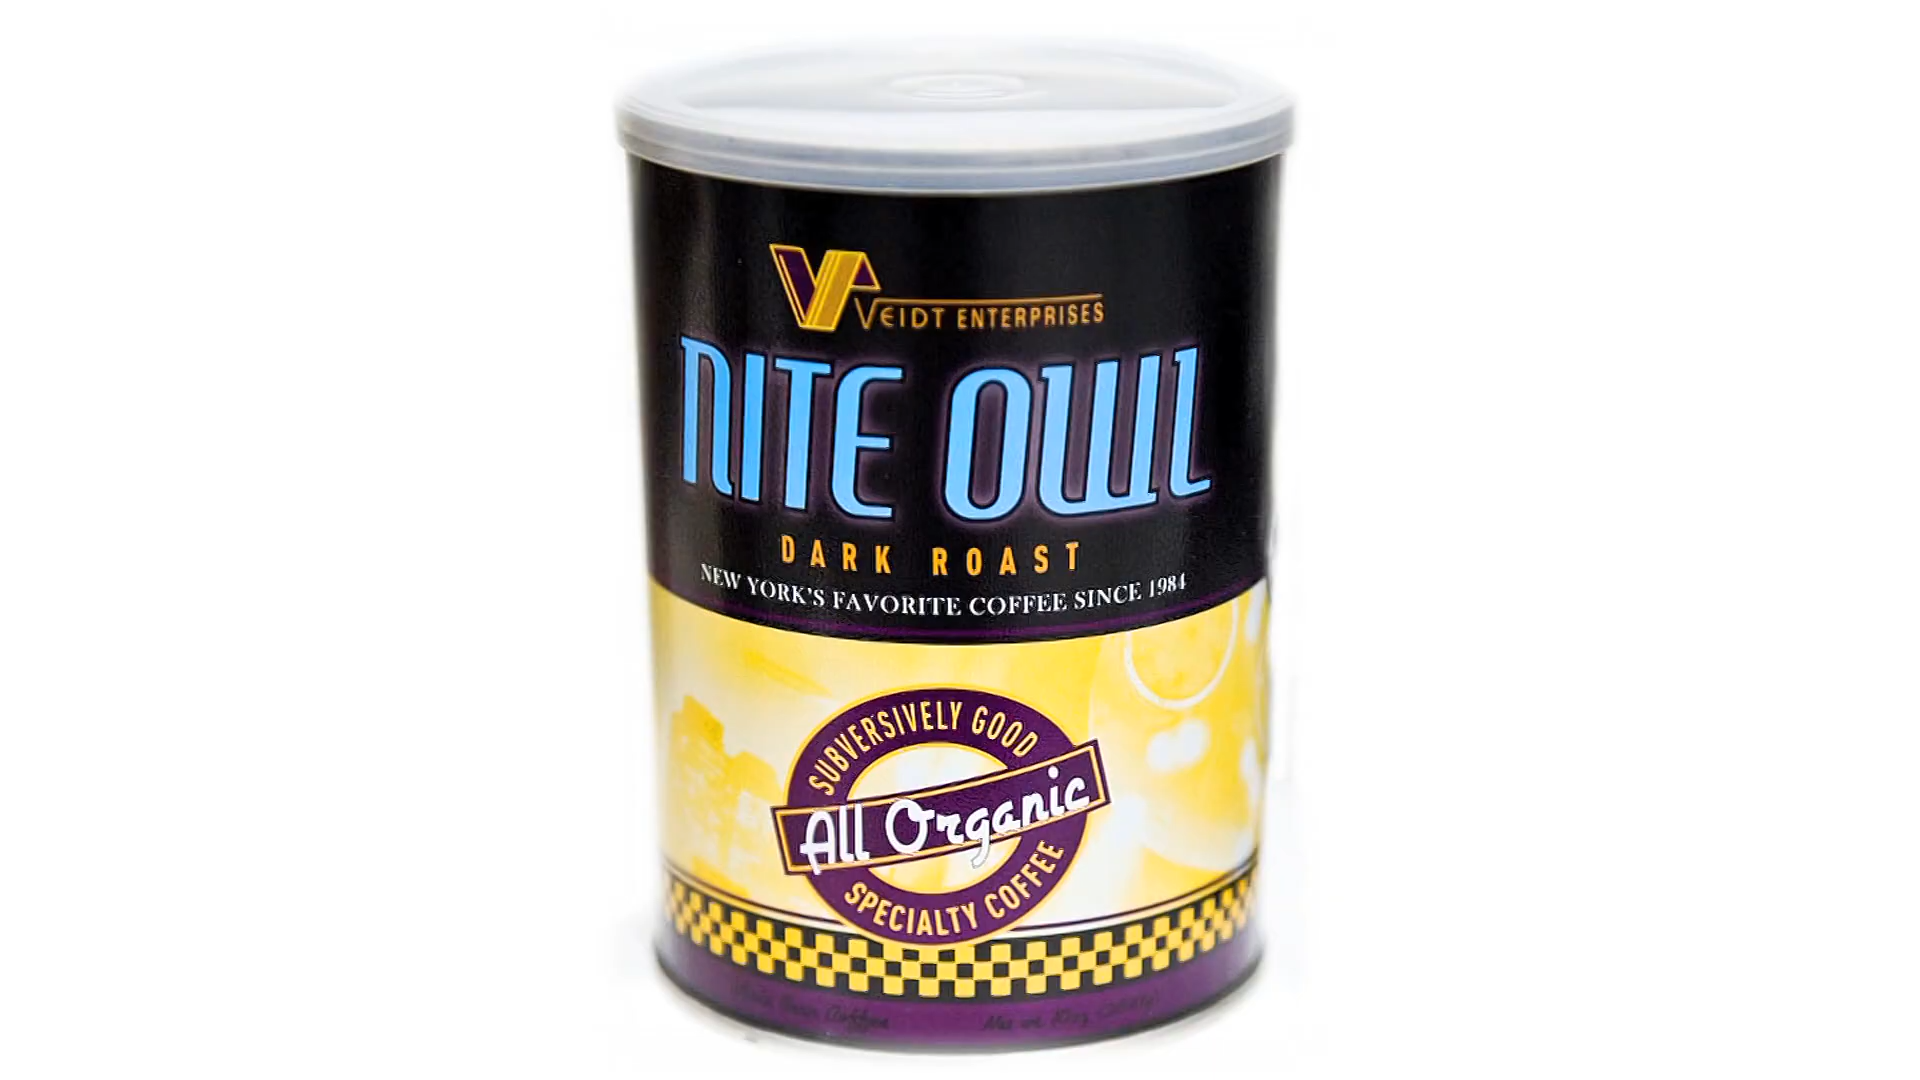 VEIDT ENTERPRISES
NITE OWL
DARK ROAST
NEW YORK'S FAVORITE COFFEE SINCE 1984
SUBVERSIVELY GOOD
All Organic
SPECIALTY COFFEE